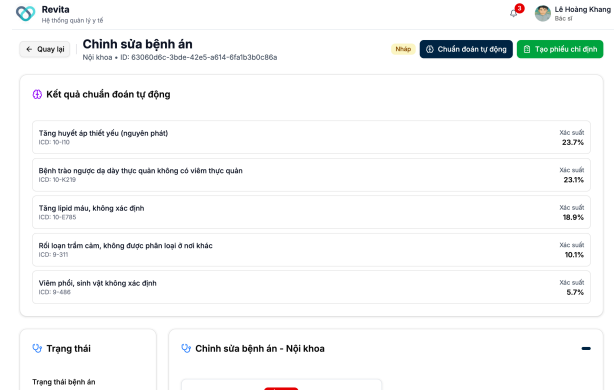 Revita
Hệ thống quản lý y tế
3
Lê Hoàng Khang
Bác sĩ
Quay lại
Chỉnh sửa bệnh án
Nội khoa • ID: 63060d6c-3bde-42e5-a614-6fa1b3b0c86a
Nháp
Chuẩn đoán tự động
Tạo phiếu chỉ định
Kết quả chuẩn đoán tự động
Tăng huyết áp thiết yếu (nguyên phát)
ICD: 10-I10
Xác suất
23.7%
Bệnh trào ngược dạ dày thực quản không có viêm thực quản
ICD: 10-K219
Xác suất
23.1%
Tăng lipid máu, không xác định
ICD: 10-E785
Xác suất
18.9%
Rối loạn trầm cảm, không được phân loại ở nơi khác
ICD: 9-311
Xác suất
10.1%
Viêm phổi, sinh vật không xác định
ICD: 9-486
Xác suất
5.7%
Trạng thái
Chỉnh sửa bệnh án - Nội khoa
Trạng thái bệnh án